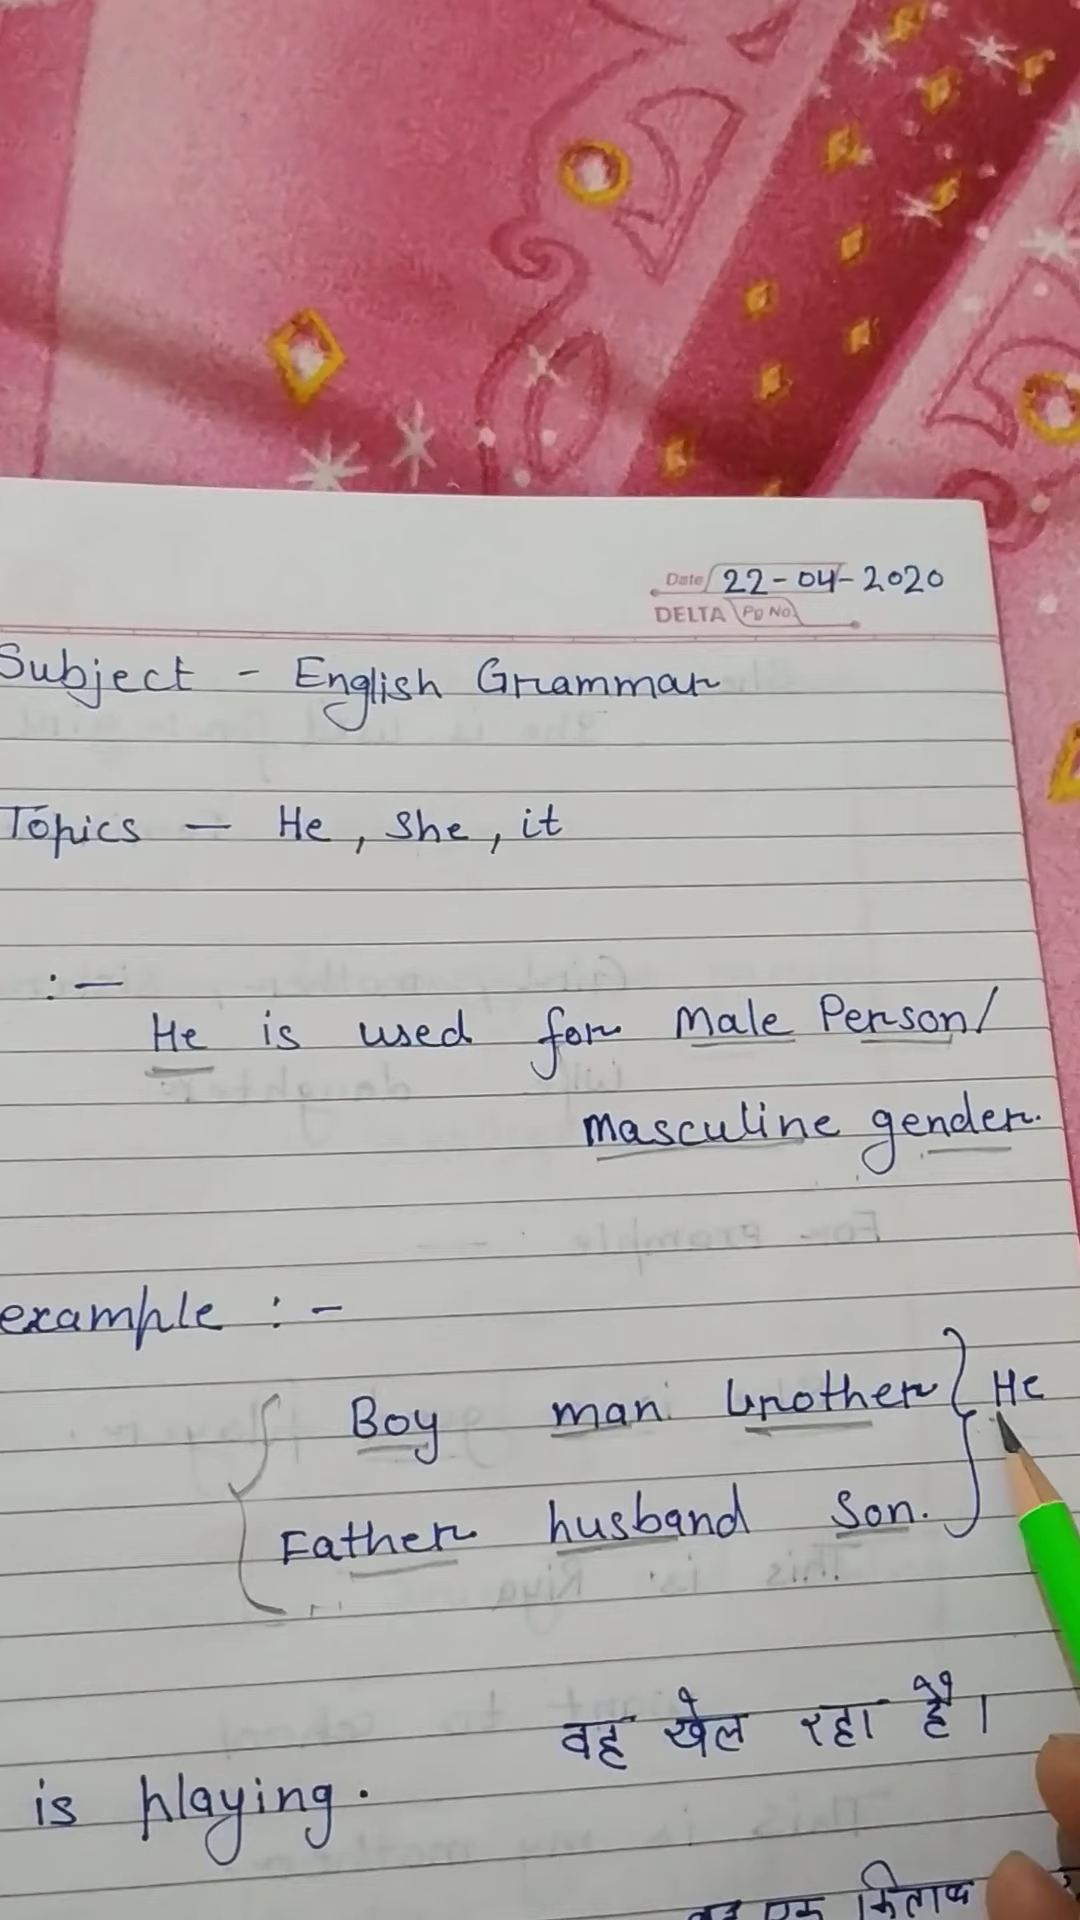 Date 22-04-2020
DELTA Pg No.
Subject - English Grammar
Topics - He, she, it
:-
He is used for Male Person/
masculine gender.
example :-
Boy man brother } He
Father husband Son.
वह खेल रहा है।
is playing.
एक किताब